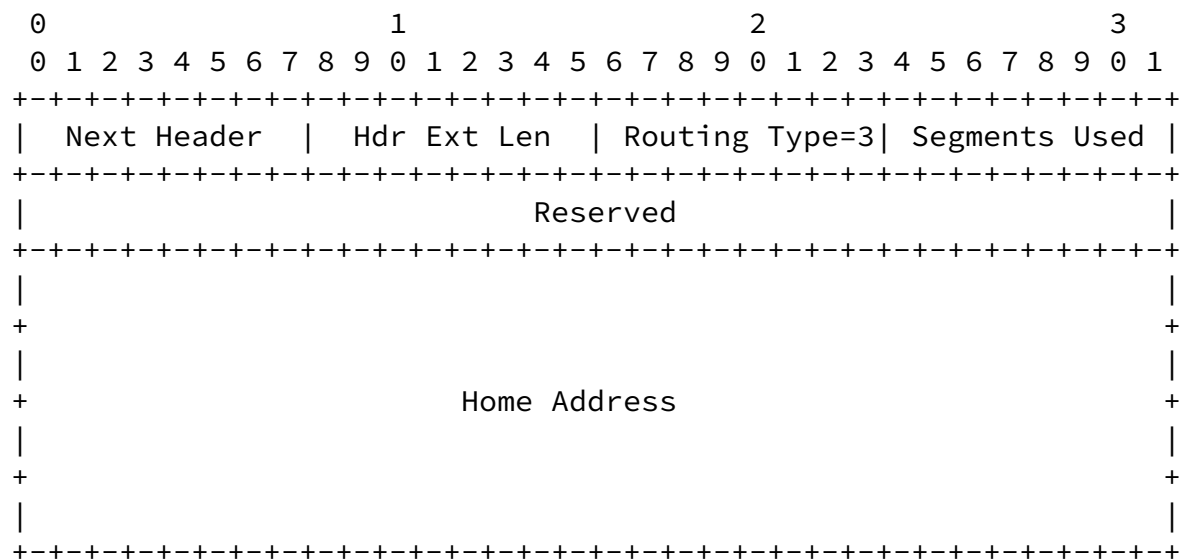 0                   1                   2                   3
 0 1 2 3 4 5 6 7 8 9 0 1 2 3 4 5 6 7 8 9 0 1 2 3 4 5 6 7 8 9 0 1
+-+-+-+-+-+-+-+-+-+-+-+-+-+-+-+-+-+-+-+-+-+-+-+-+-+-+-+-+-+-+-+-+
|  Next Header  |  Hdr Ext Len  | Routing Type=3| Segments Used |
+-+-+-+-+-+-+-+-+-+-+-+-+-+-+-+-+-+-+-+-+-+-+-+-+-+-+-+-+-+-+-+-+
|                            Reserved                           |
+-+-+-+-+-+-+-+-+-+-+-+-+-+-+-+-+-+-+-+-+-+-+-+-+-+-+-+-+-+-+-+-+
|                                                               |
+                                                               +
|                                                               |
+                        Home Address                           +
|                                                               |
+                                                               +
|                                                               |
+-+-+-+-+-+-+-+-+-+-+-+-+-+-+-+-+-+-+-+-+-+-+-+-+-+-+-+-+-+-+-+-+